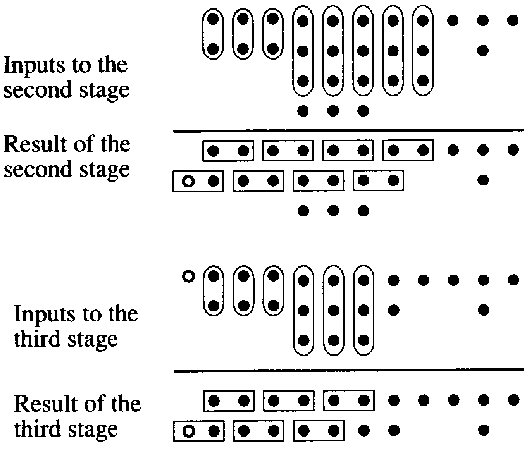 Inputs to the
second stage
Result of the
second stage
Inputs to the
third stage
Result of the
third stage